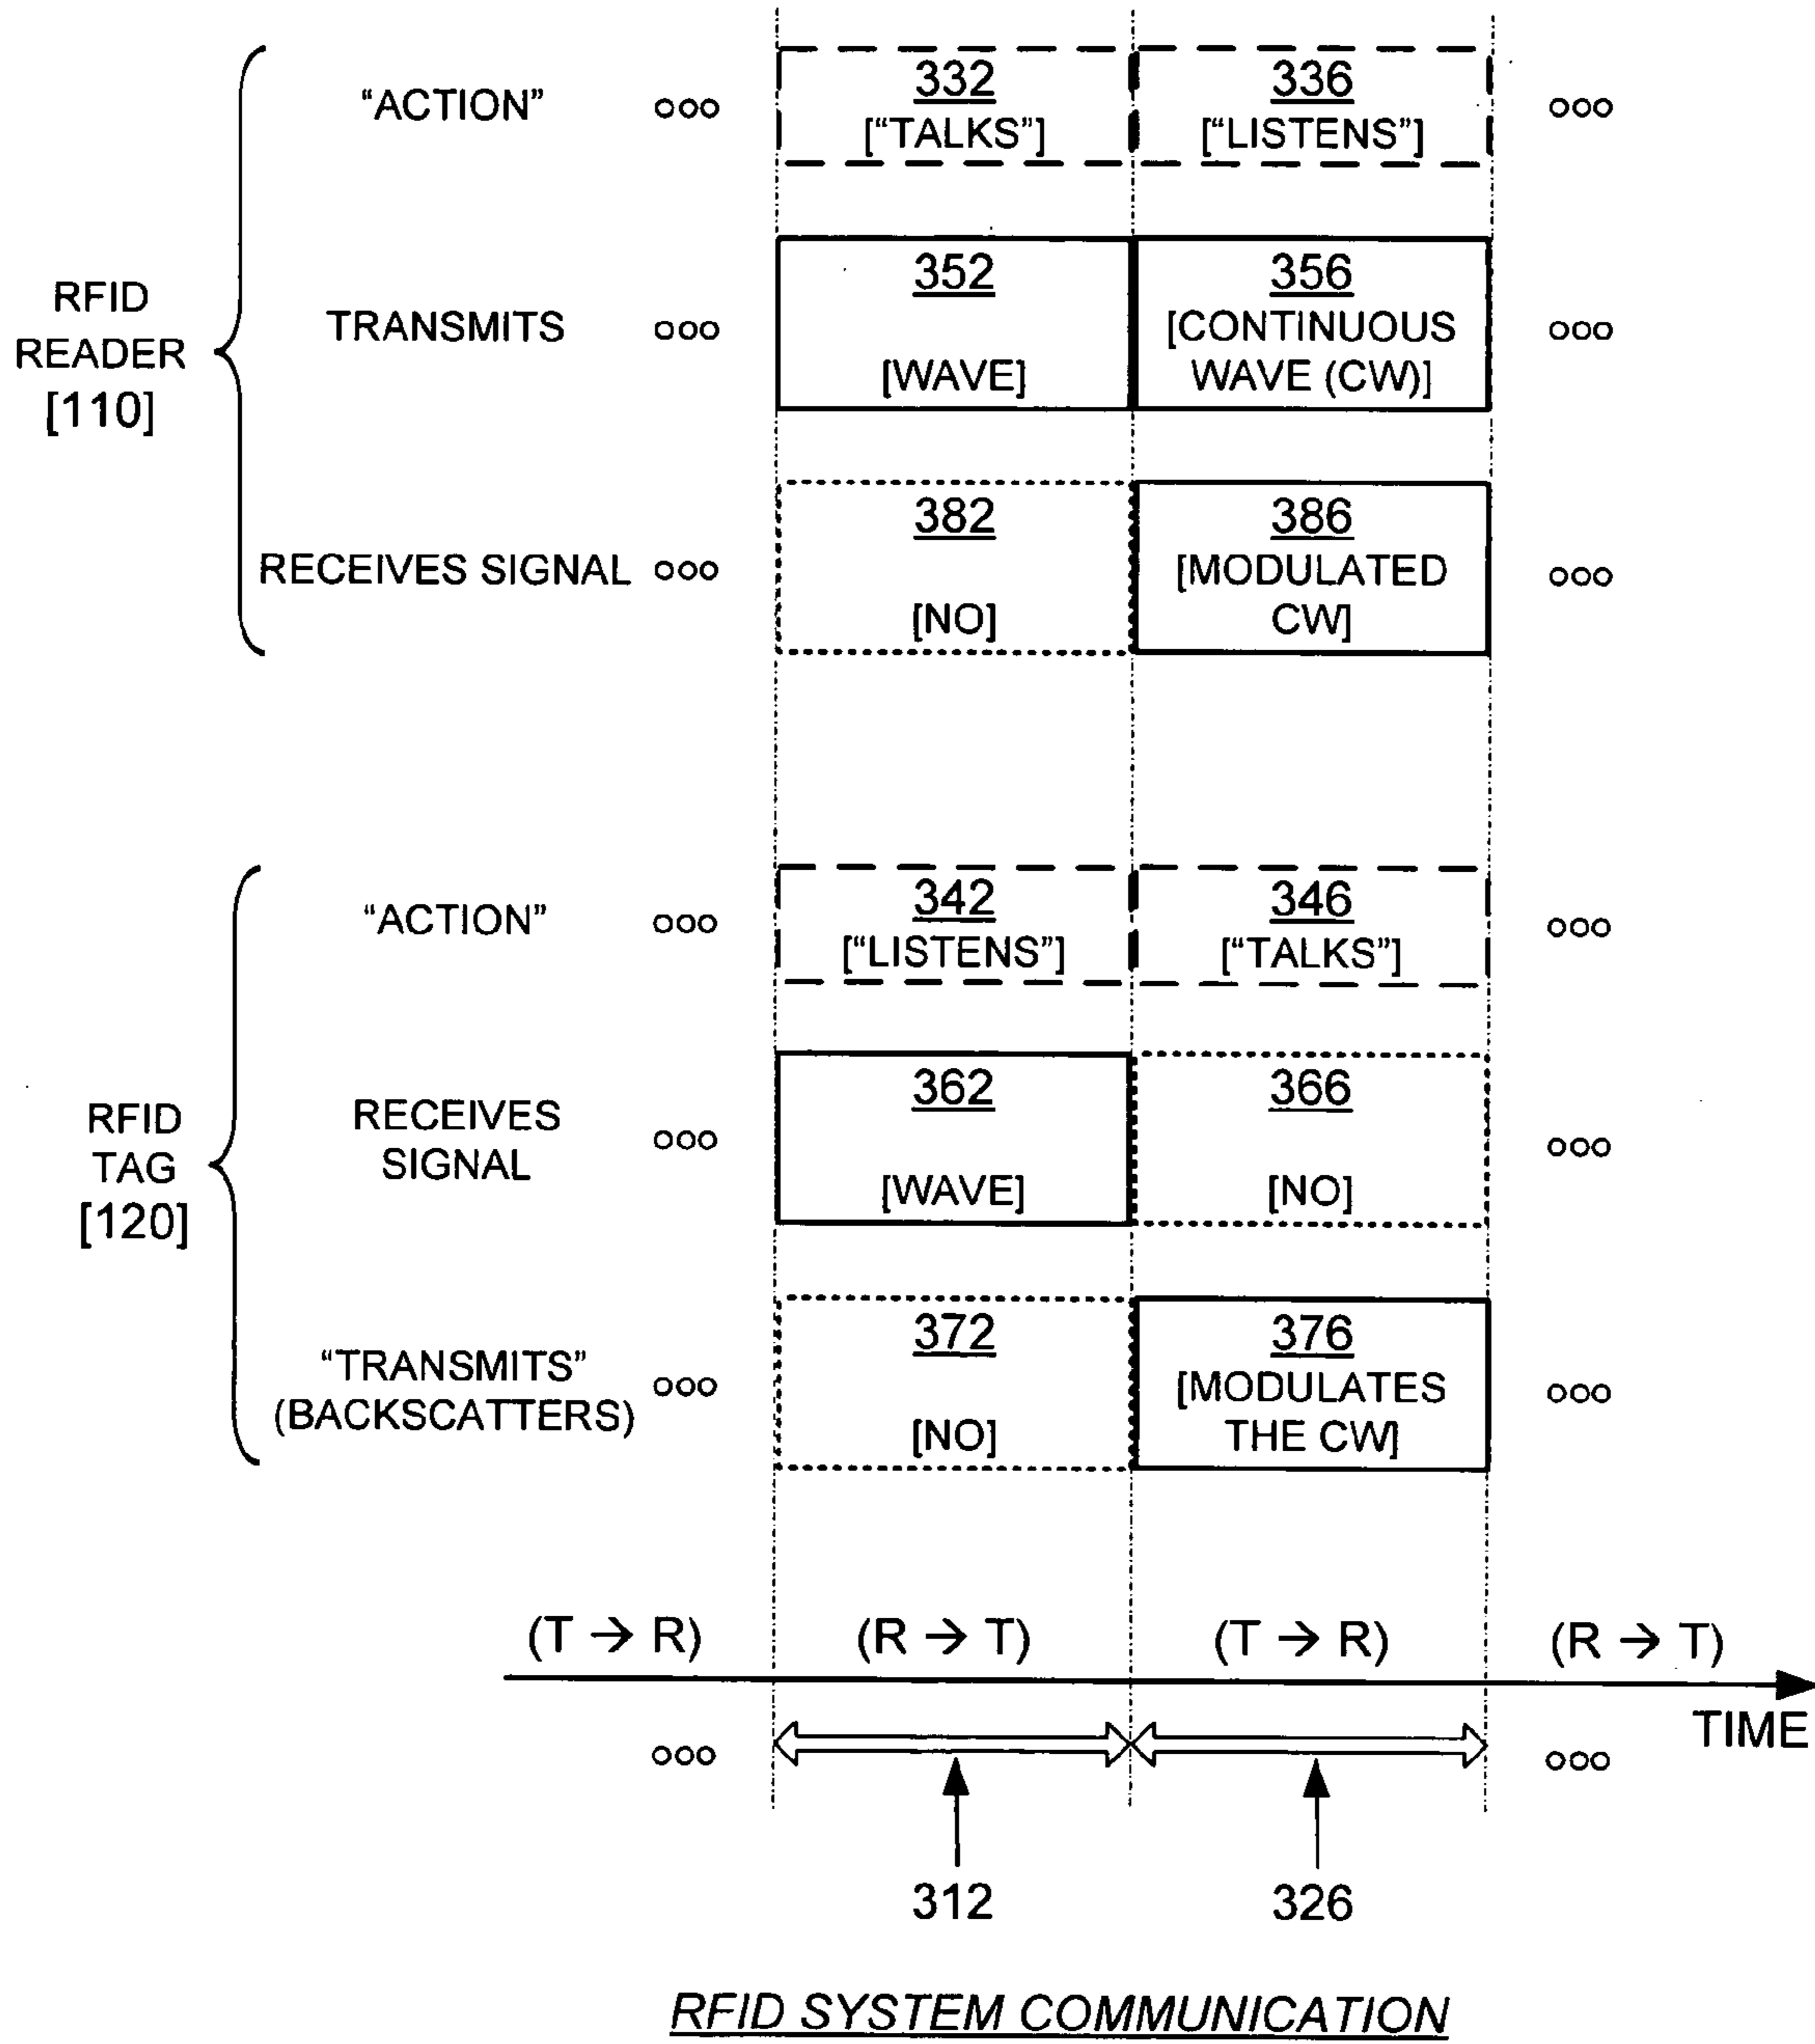 "ACTION" ooo 332 336 ooo
["TALKS"] ["LISTENS"]
RFID
READER
[110]
TRANSMITS ooo 352 356 ooo
[WAVE] [CONTINUOUS
WAVE (CW)]
RECEIVES SIGNAL ooo 382 386 ooo
[NO] [MODULATED
CW]
"ACTION" ooo 342 346 ooo
["LISTENS"] ["TALKS"]
RFID
TAG
[120]
RECEIVES
SIGNAL ooo 362 366 ooo
[WAVE] [NO]
"TRANSMITS"
(BACKSCATTERS) ooo 372 376 ooo
[NO] [MODULATES
THE CW]
(T → R) (R → T) (T → R) (R → T)
TIME
ooo ooo
312 326
RFID SYSTEM COMMUNICATION